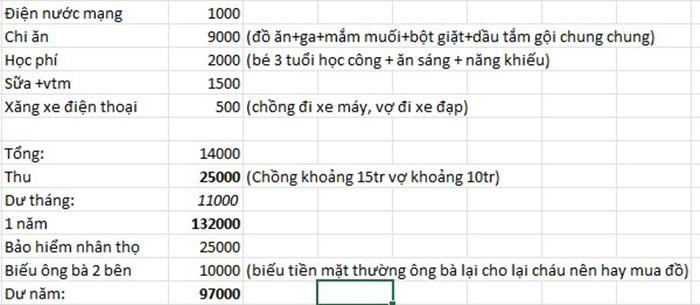 Điện nước mạng 1000
Chi ăn 9000 (đồ ăn+ga+mắm muối+bột giặt+dầu tắm gội chung chung)
Học phí 2000 (bé 3 tuổi học công + ăn sáng + năng khiếu)
Sữa +vtm 1500
Xăng xe điện thoại 500 (chồng đi xe máy, vợ đi xe đạp)
Tổng: 14000
Thu 25000 (Chồng khoảng 15tr vợ khoảng 10tr)
Dư tháng: 11000
1 năm 132000
Bảo hiểm nhân thọ 25000
Biếu ông bà 2 bên 10000 (biếu tiền mặt thường ông bà lại cho lại cháu nên hay mua đồ)
Dư năm: 97000